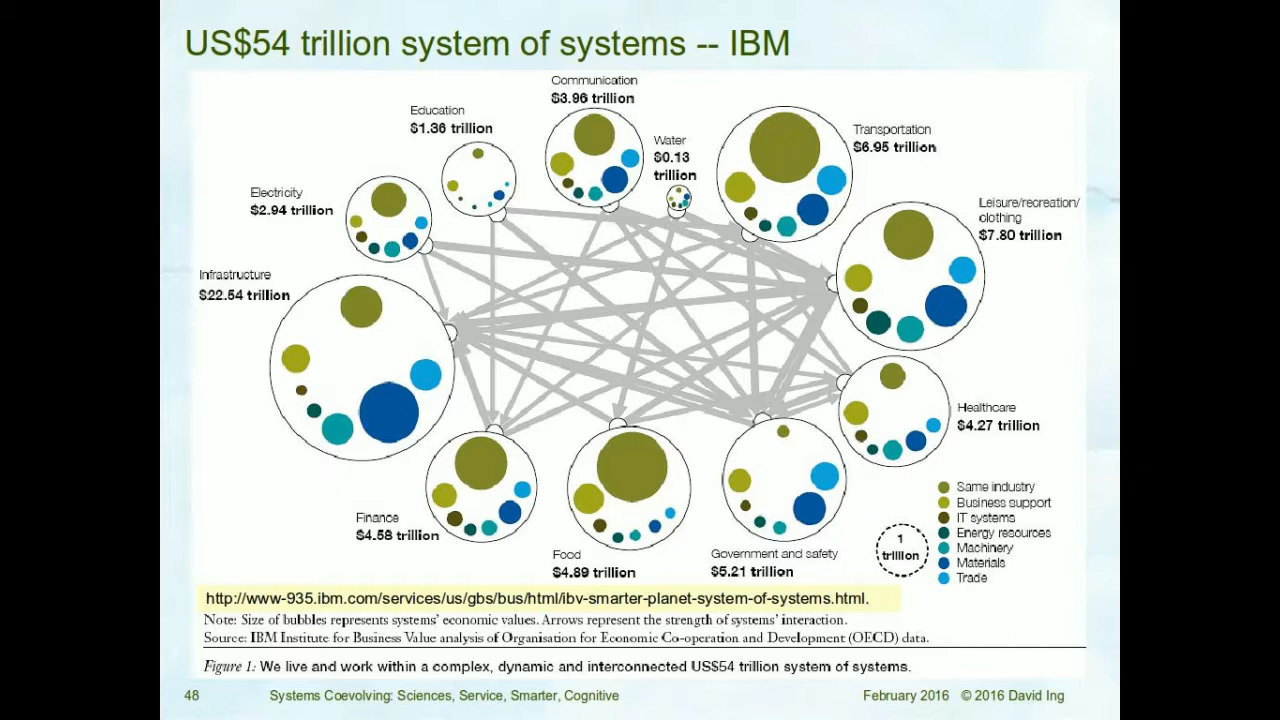 US$54 trillion system of systems -- IBM
Communication
$3.96 trillion
Education
$1.36 trillion
Water
$0.13
trillion
Transportation
$6.95 trillion
Electricity
$2.94 trillion
Leisure/recreation/
clothing
$7.80 trillion
Infrastructure
$22.54 trillion
Healthcare
$4.27 trillion
Finance
$4.58 trillion
Food
$4.89 trillion
Government and safety
$5.21 trillion
1
trillion
Same industry
Business support
IT systems
Energy resources
Machinery
Materials
Trade
http://www-935.ibm.com/services/us/gbs/bus/html/ibv-smarter-planet-system-of-systems.html.
Note: Size of bubbles represents systems' economic values. Arrows represent the strength of systems' interaction.
Source: IBM Institute for Business Value analysis of Organisation for Economic Co-operation and Development (OECD) data.
Figure 1: We live and work within a complex, dynamic and interconnected US$54 trillion system of systems.
48 Systems Coevolving: Sciences, Service, Smarter, Cognitive February 2016 © 2016 David Ing